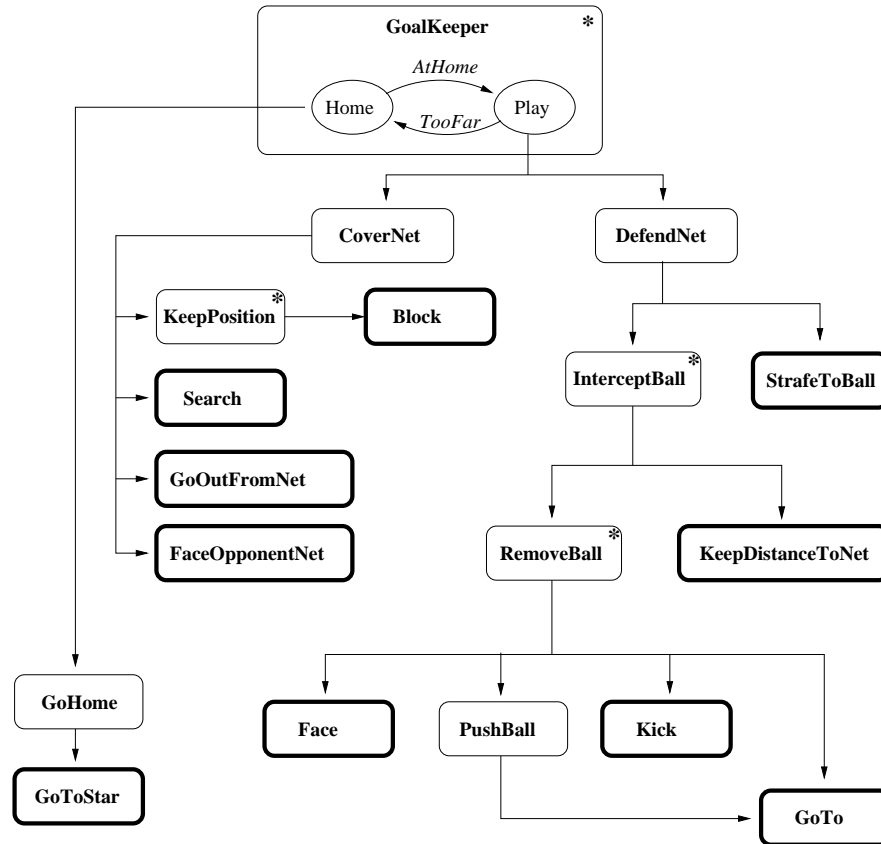 GoalKeeper *
AtHome
Home Play
TooFar
CoverNet DefendNet
KeepPosition * Block
InterceptBall * StrafeToBall
Search
GoOutFromNet
RemoveBall * KeepDistanceToNet
FaceOpponentNet
GoHome
Face PushBall Kick
GoToStar
GoTo